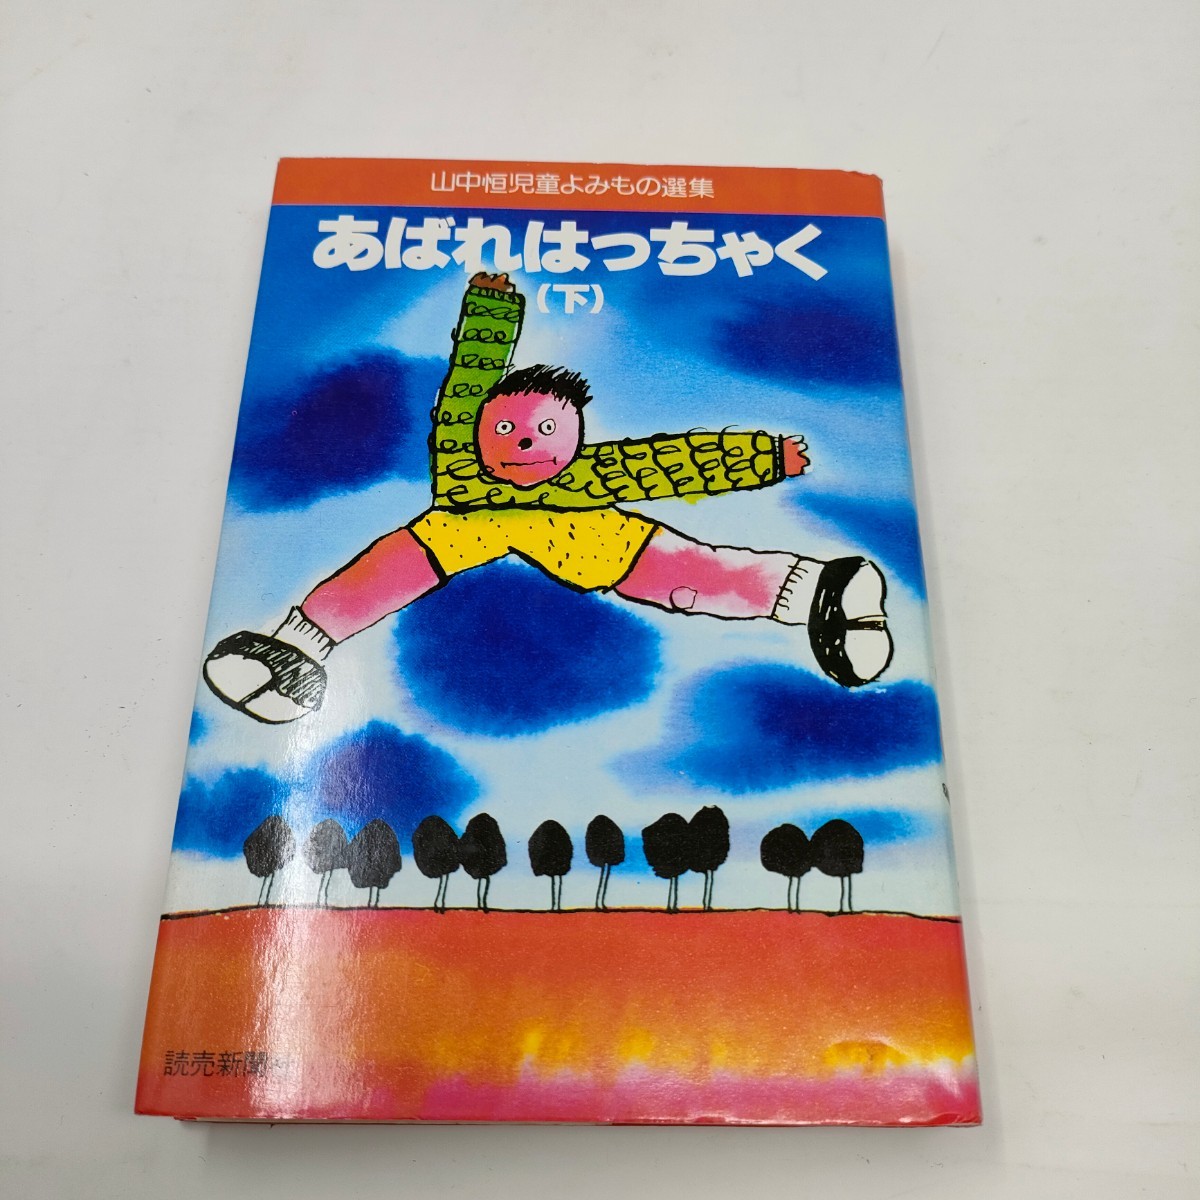 山中恒児童よみもの選集
あばれはっちゃく
(下)
読売新聞社